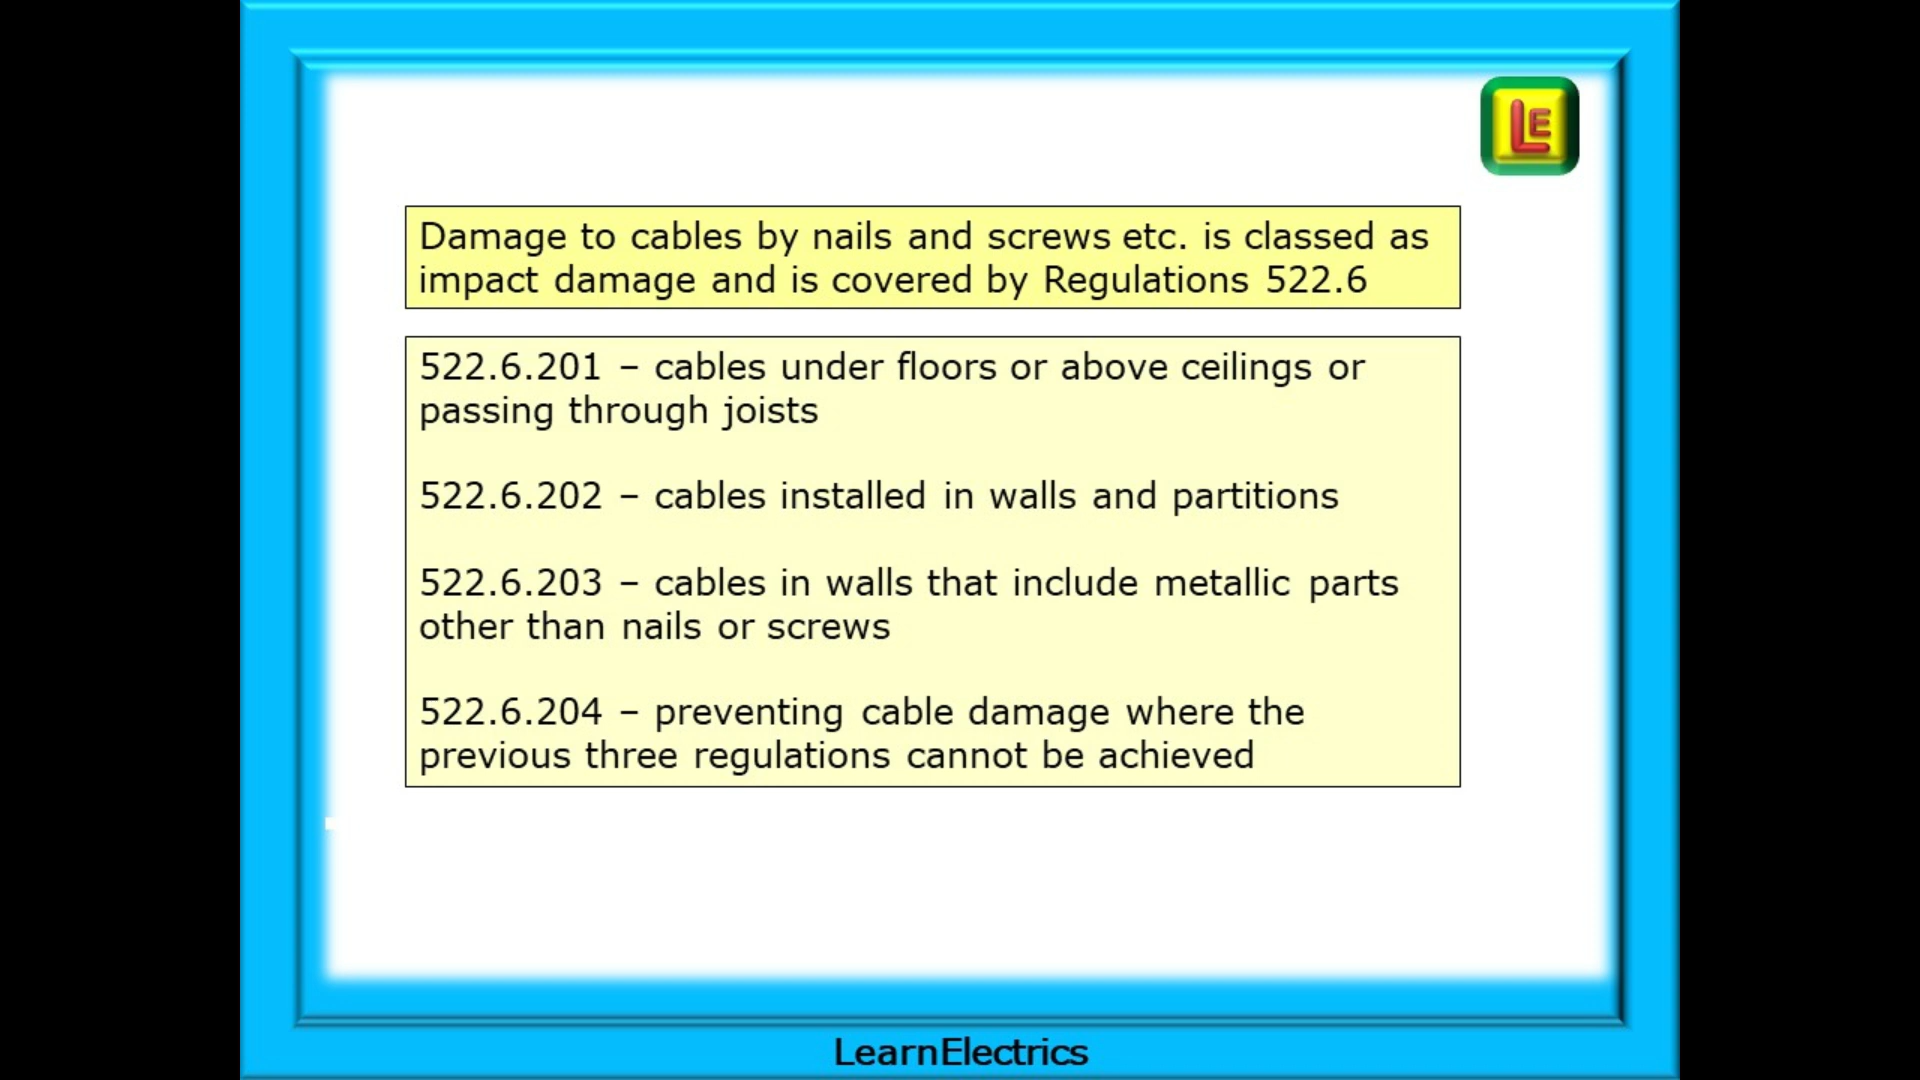 LE
Damage to cables by nails and screws etc. is classed as
impact damage and is covered by Regulations 522.6
522.6.201 – cables under floors or above ceilings or
passing through joists
522.6.202 – cables installed in walls and partitions
522.6.203 – cables in walls that include metallic parts
other than nails or screws
522.6.204 – preventing cable damage where the
previous three regulations cannot be achieved
LearnElectrics